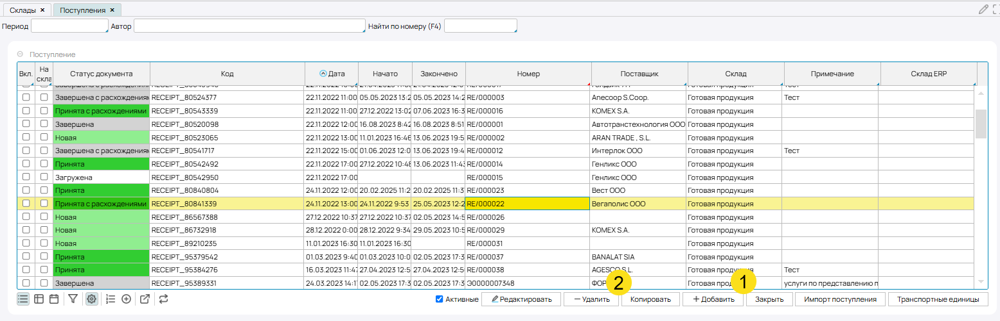 Склады × Поступления ×
Период Автор Найти по номеру (F4)
Поступление
Вкл. На скла Статус документа Код Дата Начато Закончено Номер Поставщик Склад Примечание Склад ERP
Завершена с расхождениям RECEIPT_80524377 22.11.2022 11:00 05.05.2023 13:2 05.05.2023 14:2 RE/000003 Anecoop S.Coop. Готовая продукция Тест
Принята с расхождениями RECEIPT_80543339 22.11.2022 11:00 27.12.2022 13:02 07.06.2023 16:3 RE/000016 KOMEX S.A. Готовая продукция
Завершена RECEIPT_80520098 22.11.2022 12:00 16.08.2023 8:42 16.08.2023 8:51 RE/000001 Автотранстехнология ООО Готовая продукция
Новая RECEIPT_80523065 22.11.2022 13:00 11.01.2023 16:46 13.06.2023 19:5 RE/000002 ARAN TRADE , S.L. Готовая продукция
Завершена с расхождениям RECEIPT_80541717 22.11.2022 15:00 01.06.2023 12:0 13.06.2023 19:4 RE/000012 Интерлок ООО Готовая продукция Тест
Принята RECEIPT_80542492 22.11.2022 17:00 27.12.2022 10:48 13.06.2023 11:43 RE/000014 Генликс ООО Готовая продукция
Загружена RECEIPT_80542950 22.11.2022 17:00 RE/000015 Генликс ООО Готовая продукция
Принята RECEIPT_80840804 24.11.2022 12:00 20.02.2025 11:2 20.02.2025 11:3 RE/000023 Вест ООО Готовая продукция
Принята с расхождениями RECEIPT_80841339 24.11.2022 13:00 24.11.2022 9:53 25.05.2023 12:2 RE/000022 Вегаполис ООО Готовая продукция
Новая RECEIPT_86567388 27.12.2022 10:37 27.12.2022 10:37 02.05.2023 14:5 RE/000026 Готовая продукция
Новая RECEIPT_86732918 28.12.2022 0:00 28.12.2022 9:34 29.05.2023 10:5 RE/000029 KOMEX S.A. Готовая продукция
Новая RECEIPT_89210235 11.01.2023 16:30 11.01.2023 16:30 RE/000031 Готовая продукция
Принята RECEIPT_95379542 01.03.2023 9:40 01.03.2023 10:0 02.05.2023 17:3 RE/000037 BANALAT SIA Готовая продукция
Принята RECEIPT_95384276 16.03.2023 11:47 27.04.2023 12:5 27.04.2023 12:5 RE/000038 AGESCO S.L. Готовая продукция Тест
Завершена RECEIPT_95389331 24.03.2023 14:1 02.05.2023 17:3 02.05.2023 17:3 Э0000007348 ФОР Готовая прод услуги по представлению п
2 1
Активные Редактировать Удалить Копировать Добавить Закрыть Импорт поступления Транспортные единицы